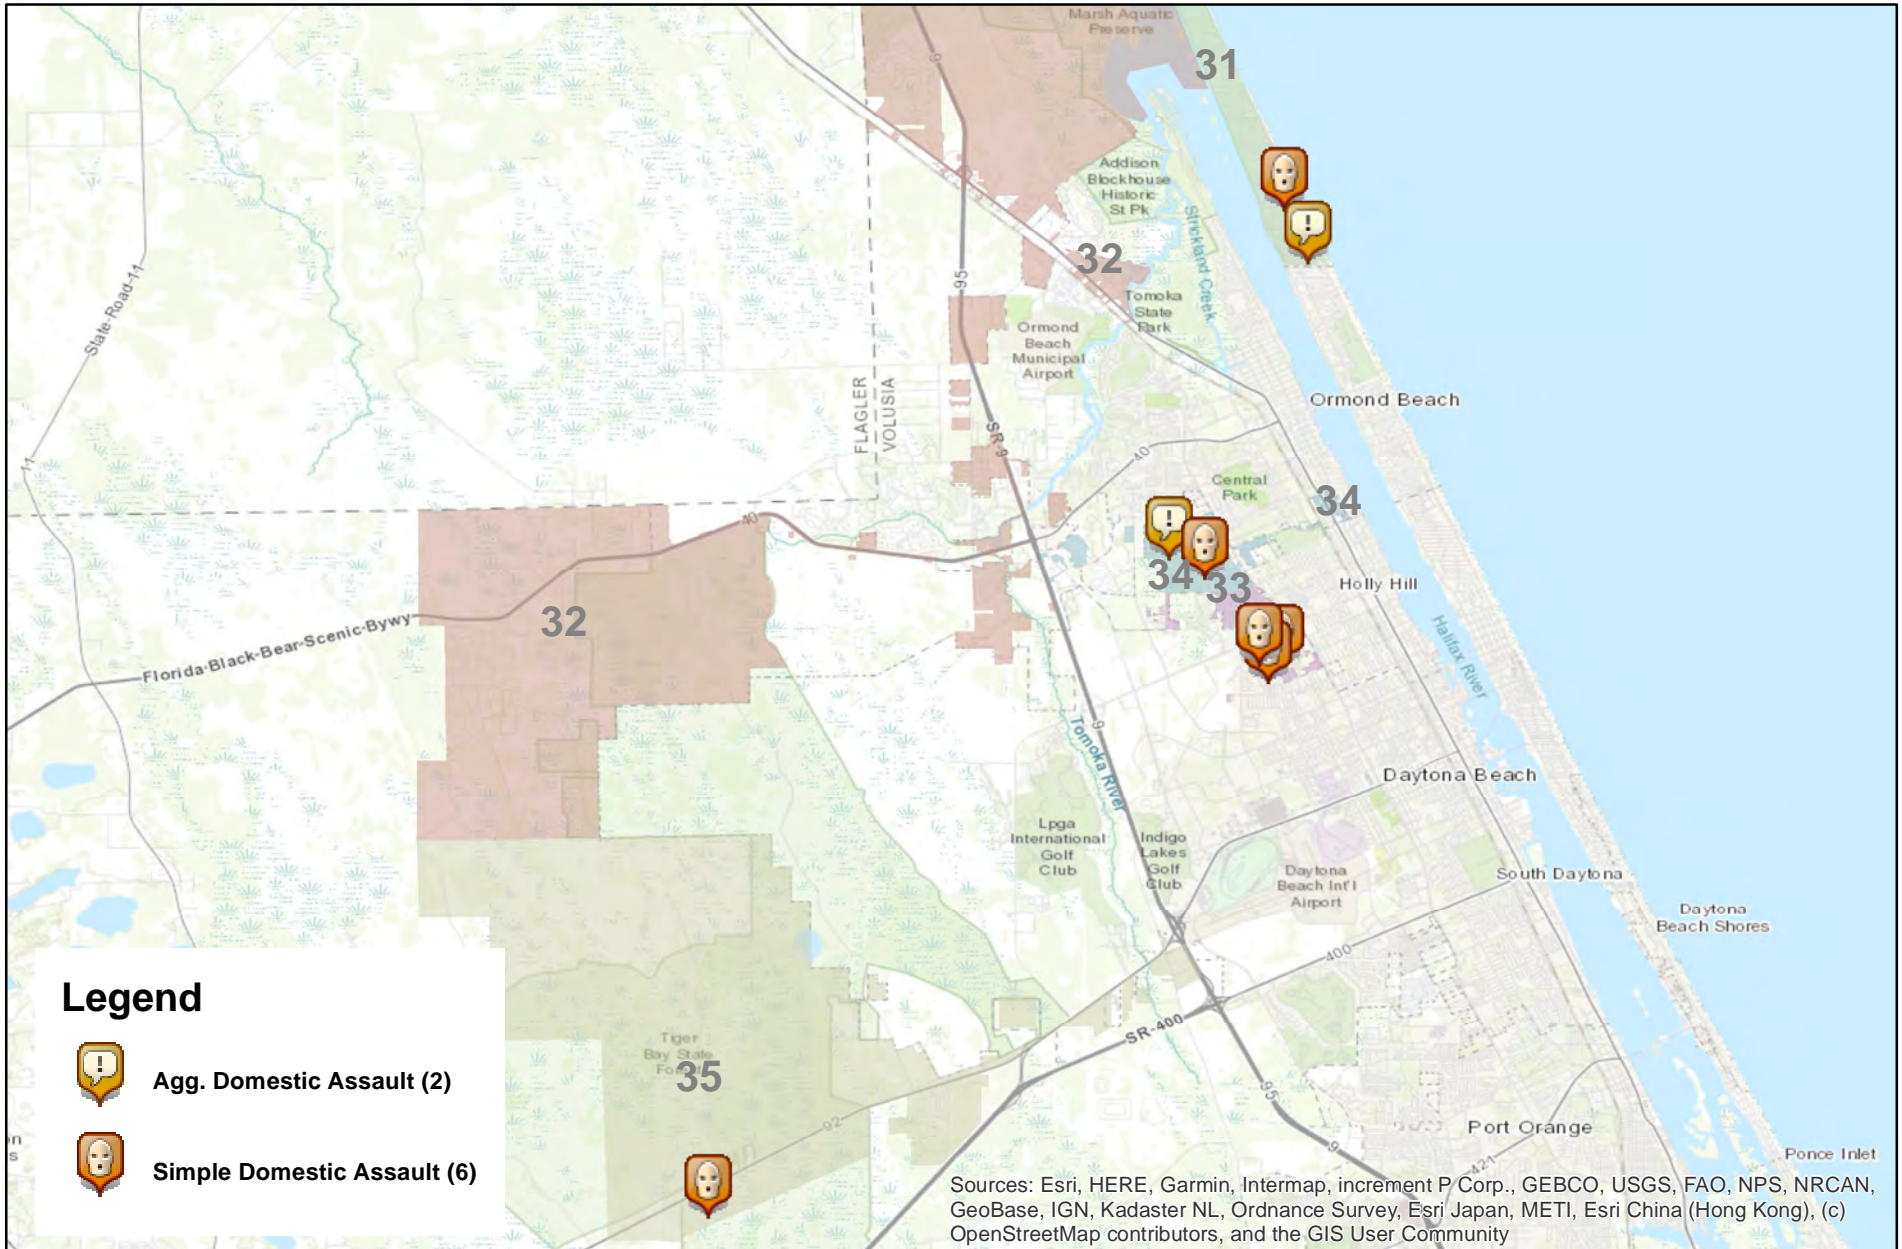 Marsh Aquatic
Preserve
31
9
Addison
Blockhouse
Historic
St Pk
Strickland Creek
32
95
Tomoka
State
Park
State-Road-11
Ormond
Beach
Municipal
Airport
FLAGLER
VOLUSIA
Ormond Beach
SR-9
40
11
Central
Park
34
40
34
33
Holly Hill
32
Florida-Black-Bear-Scenic-Bywy
Halifax River
9
Tomoka River
Daytona Beach
Lpga
International
Golf
Club
Indigo
Lakes
Golf
Club
Daytona
Beach Int'l
Airport
South Daytona
Daytona
Beach Shores
400
Legend
SR-400
Tiger
Bay State
35
95
92
Agg. Domestic Assault (2)
Port Orange
9
421
Ponce Inlet
Simple Domestic Assault (6)
Sources: Esri, HERE, Garmin, Intermap, increment P Corp., GEBCO, USGS, FAO, NPS, NRCAN,
GeoBase, IGN, Kadaster NL, Ordnance Survey, Esri Japan, METI, Esri China (Hong Kong), (c)
OpenStreetMap contributors, and the GIS User Community